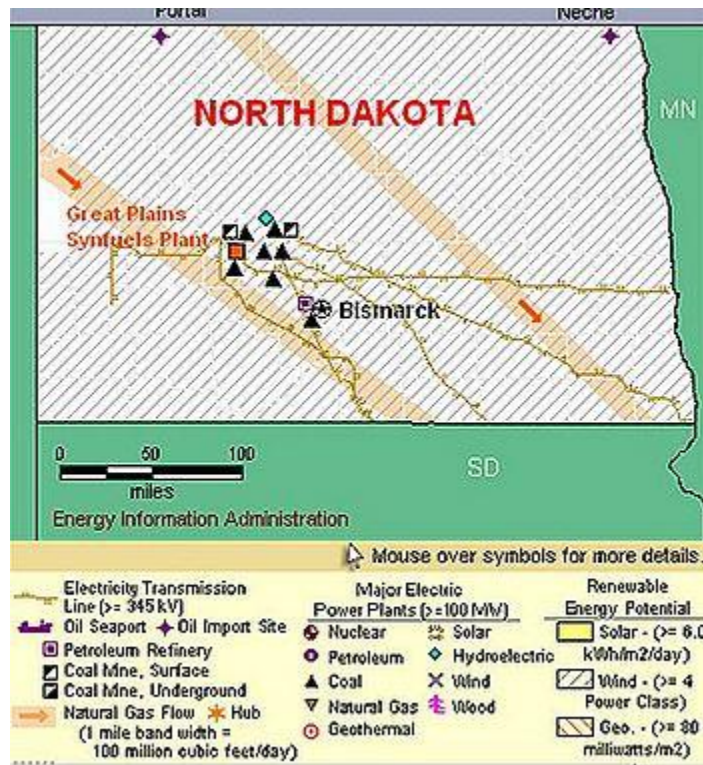 Portal Neche
NORTH DAKOTA
MN
Great Plains
Synfuels Plant
Bismarck
0 50 100
miles
SD
Energy Information Administration
Mouse over symbols for more details.
Electricity Transmission
Line (>= 345 kV)
Oil Seaport Oil Import Site
Petroleum Refinery
Coal Mne, Surface
Coal Mne, Underground
Natural Gas Flow Hub
(1 mile band width =
100 million cubic feet/day)
Major Electric
Power Plants (>=100 MW)
Nuclear Solar
Petroleum Hydroelectric
Coal Wind
Natural Gas Wood
Geothermal
Renewable
Energy Potential
Solar - (>= 6.0
kWh/m2/day)
Wind - (>= 4
Power Class)
Geo. - (>= 80
milliwatts/m2)